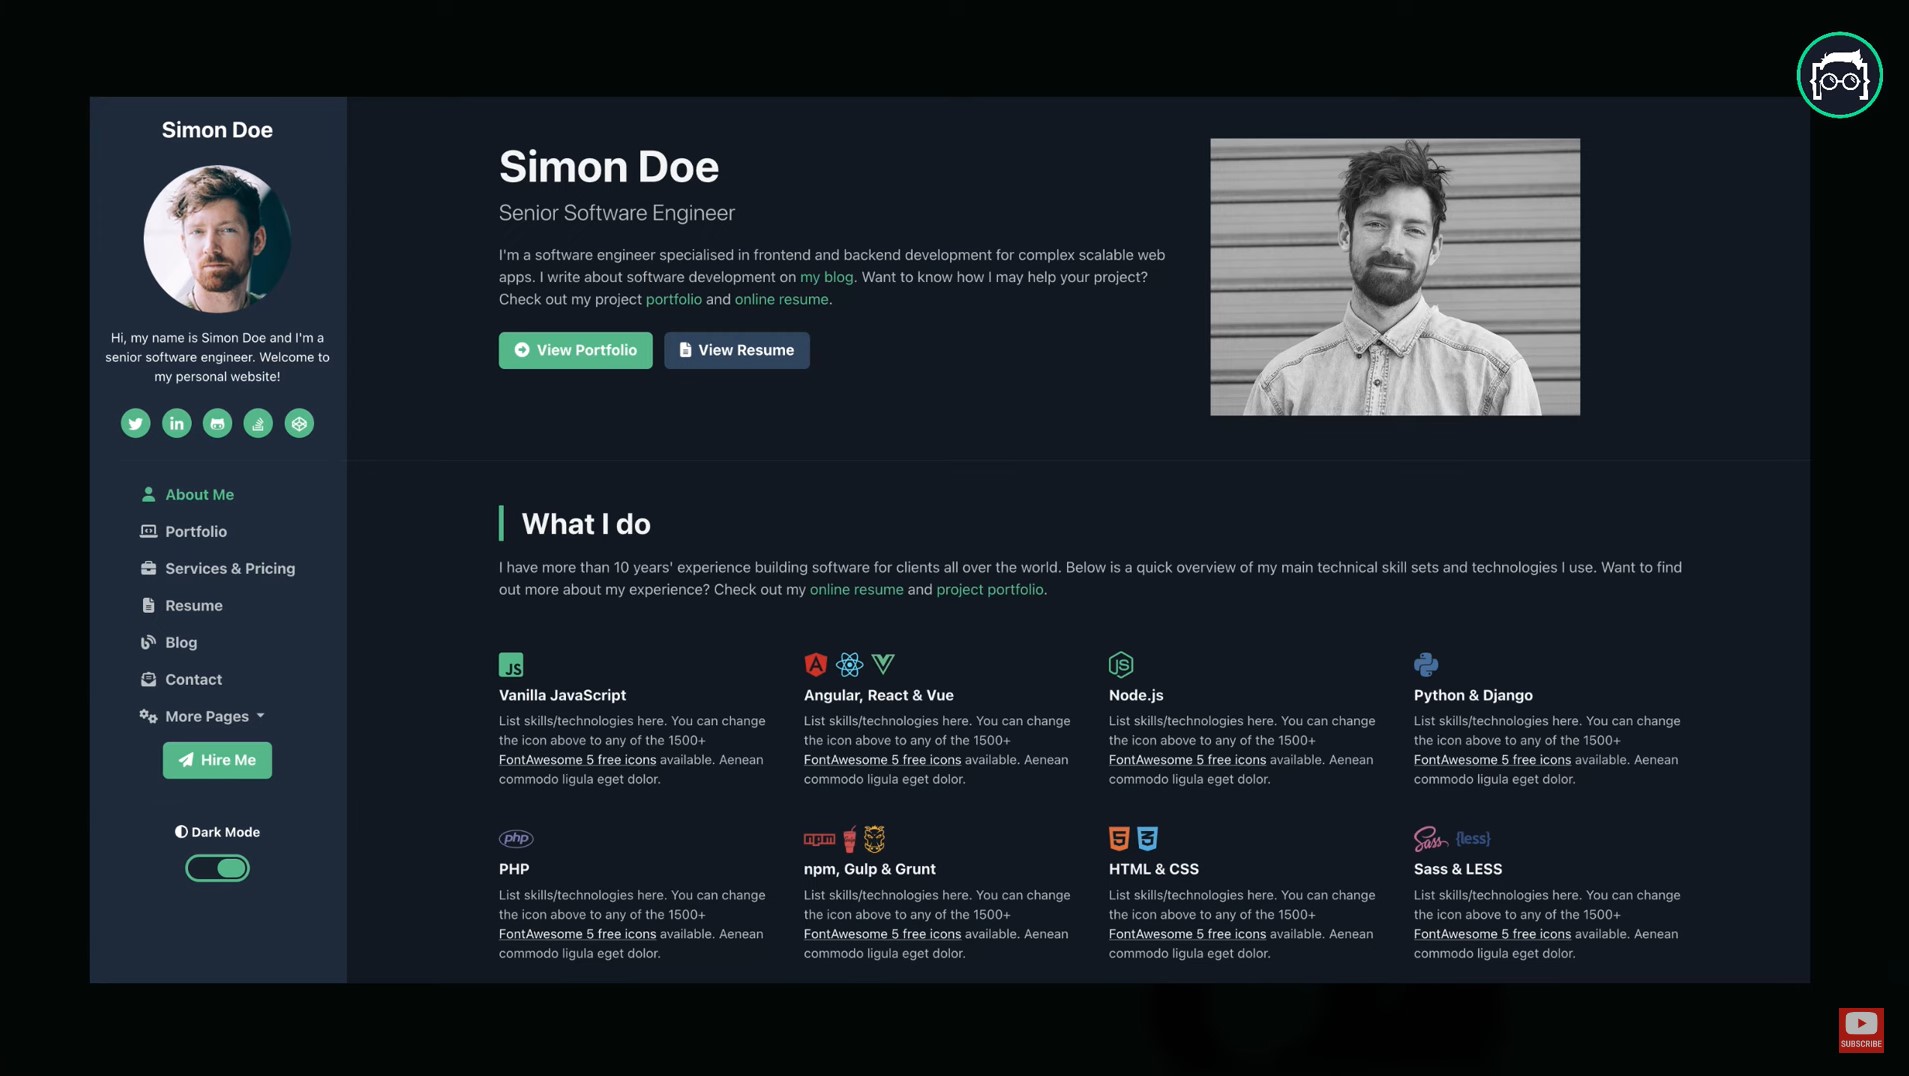 Simon Doe
Hi, my name is Simon Doe and I'm a
senior software engineer. Welcome to
my personal website!
About Me
Portfolio
Services & Pricing
Resume
Blog
Contact
More Pages
Hire Me
Dark Mode
Simon Doe
Senior Software Engineer
I'm a software engineer specialised in frontend and backend development for complex scalable web
apps. I write about software development on my blog. Want to know how I may help your project?
Check out my project portfolio and online resume.
View Portfolio
View Resume
What I do
I have more than 10 years' experience building software for clients all over the world. Below is a quick overview of my main technical skill sets and technologies I use. Want to find
out more about my experience? Check out my online resume and project portfolio.
JS
Vanilla JavaScript
List skills/technologies here. You can change
the icon above to any of the 1500+
FontAwesome 5 free icons available. Aenean
commodo ligula eget dolor.
Angular, React & Vue
List skills/technologies here. You can change
the icon above to any of the 1500+
FontAwesome 5 free icons available. Aenean
commodo ligula eget dolor.
JS
Node.js
List skills/technologies here. You can change
the icon above to any of the 1500+
FontAwesome 5 free icons available. Aenean
commodo ligula eget dolor.
Python & Django
List skills/technologies here. You can change
the icon above to any of the 1500+
FontAwesome 5 free icons available. Aenean
commodo ligula eget dolor.
php
PHP
List skills/technologies here. You can change
the icon above to any of the 1500+
FontAwesome 5 free icons available. Aenean
commodo ligula eget dolor.
npm
npm, Gulp & Grunt
List skills/technologies here. You can change
the icon above to any of the 1500+
FontAwesome 5 free icons available. Aenean
commodo ligula eget dolor.
HTML & CSS
List skills/technologies here. You can change
the icon above to any of the 1500+
FontAwesome 5 free icons available. Aenean
commodo ligula eget dolor.
Sass {less}
Sass & LESS
List skills/technologies here. You can change
the icon above to any of the 1500+
FontAwesome 5 free icons available. Aenean
commodo ligula eget dolor.
SUBSCRIBE